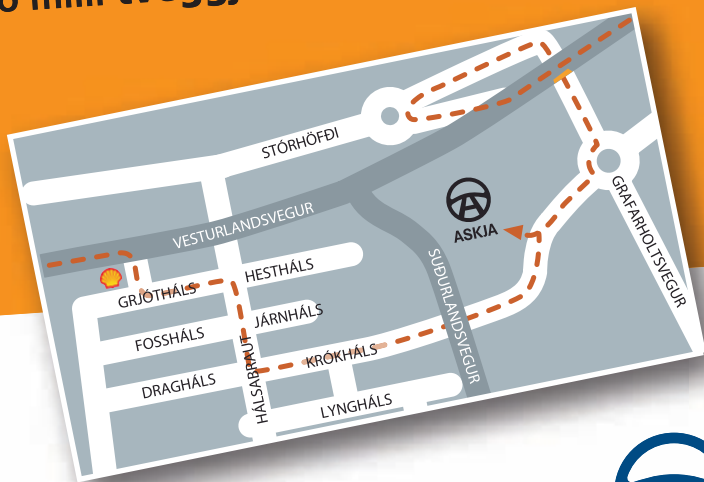 STÓRHÖFÐI
VESTURLANDSVEGUR
ASKJA
GRAFARHOLTSVEGUR
SUÐURLANDSVEGUR
GRJÓTHÁLS
HESTHÁLS
FOSSHÁLS
JÁRNHÁLS
HÁLSABRAUT
KRÓKHÁLS
DRAGHÁLS
LYNGHÁLS